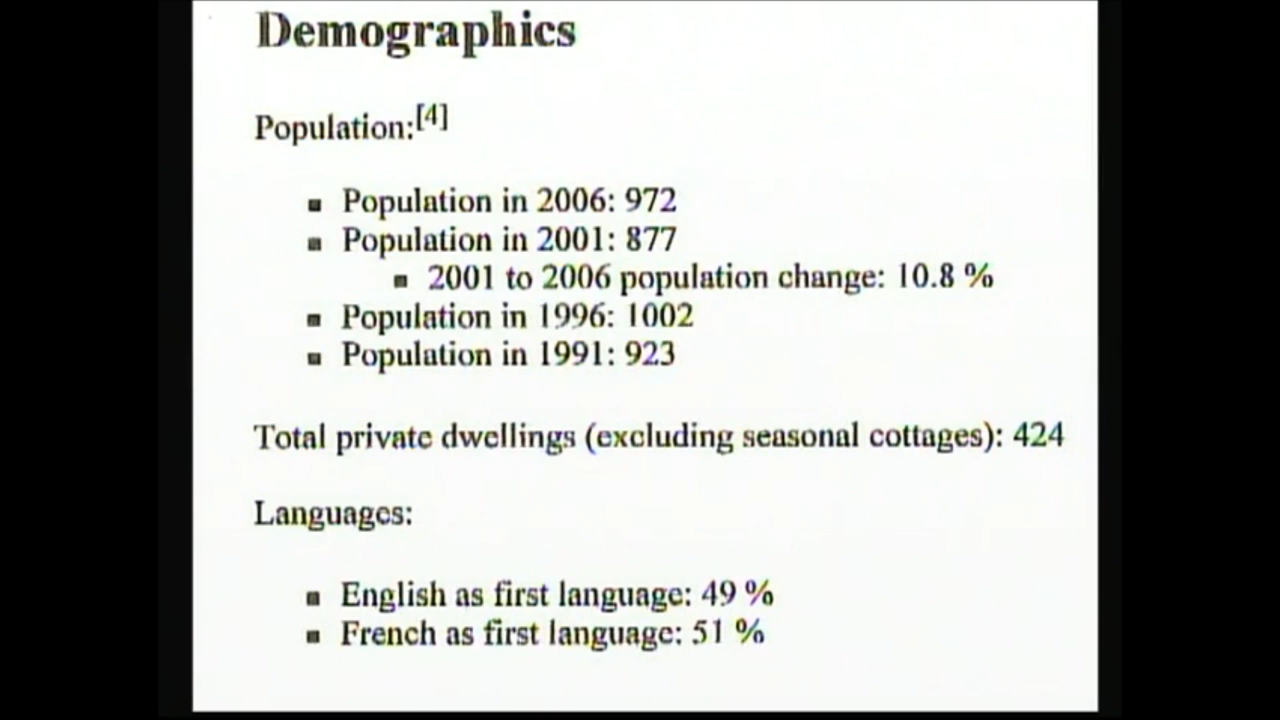 Demographics
Population:[4]
Population in 2006: 972
Population in 2001: 877
2001 to 2006 population change: 10.8 %
Population in 1996: 1002
Population in 1991: 923
Total private dwellings (excluding seasonal cottages): 424
Languages:
English as first language: 49 %
French as first language: 51 %